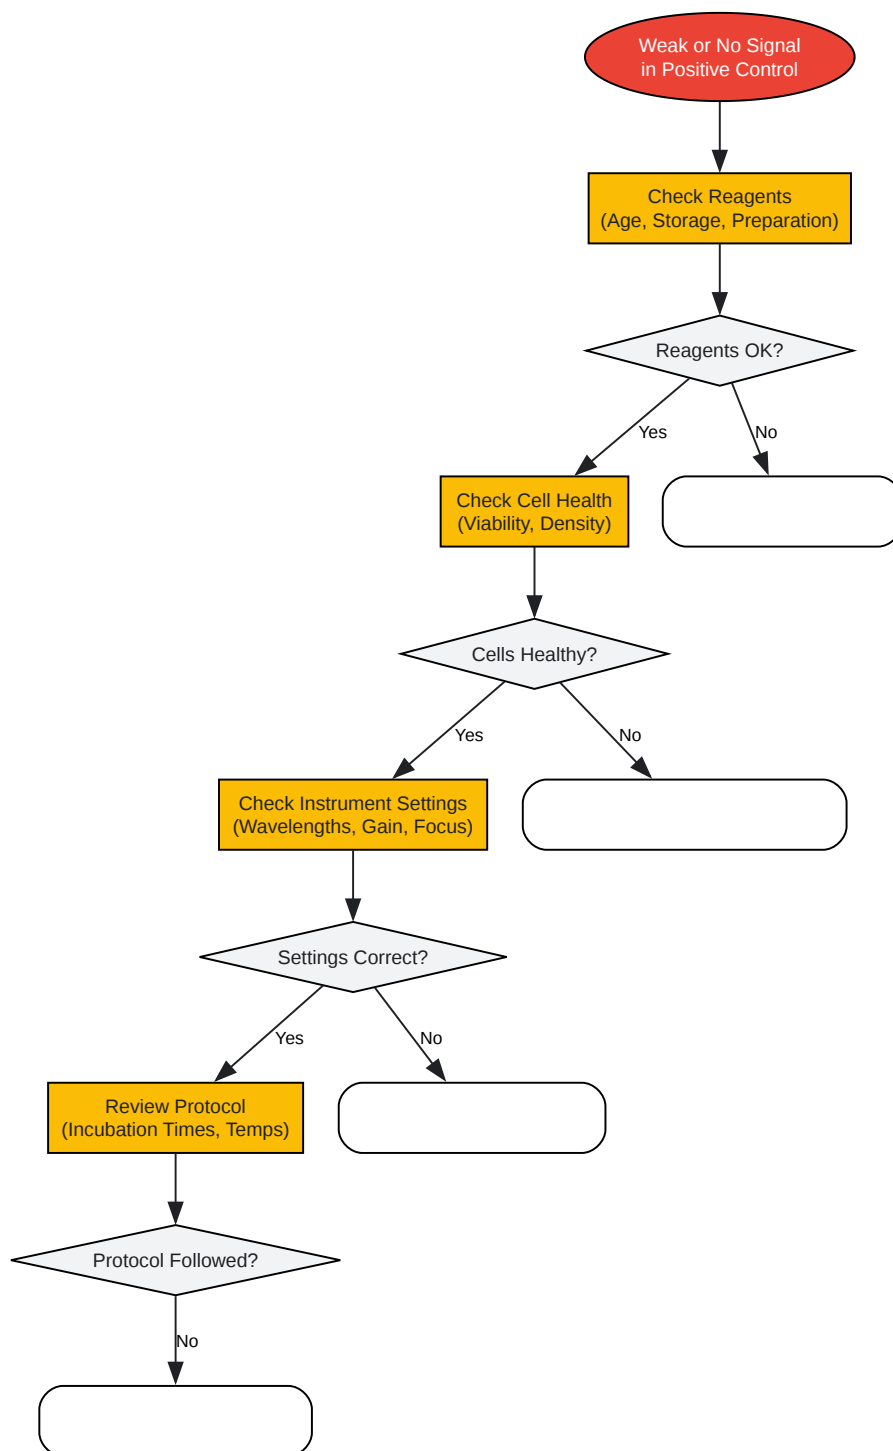 Weak or No Signal
in Positive Control
Check Reagents
(Age, Storage, Preparation)
Reagents OK?
Yes
No
Check Cell Health
(Viability, Density)
Cells Healthy?
Yes
No
Check Instrument Settings
(Wavelengths, Gain, Focus)
Settings Correct?
Yes
No
Review Protocol
(Incubation Times, Temps)
Protocol Followed?
No